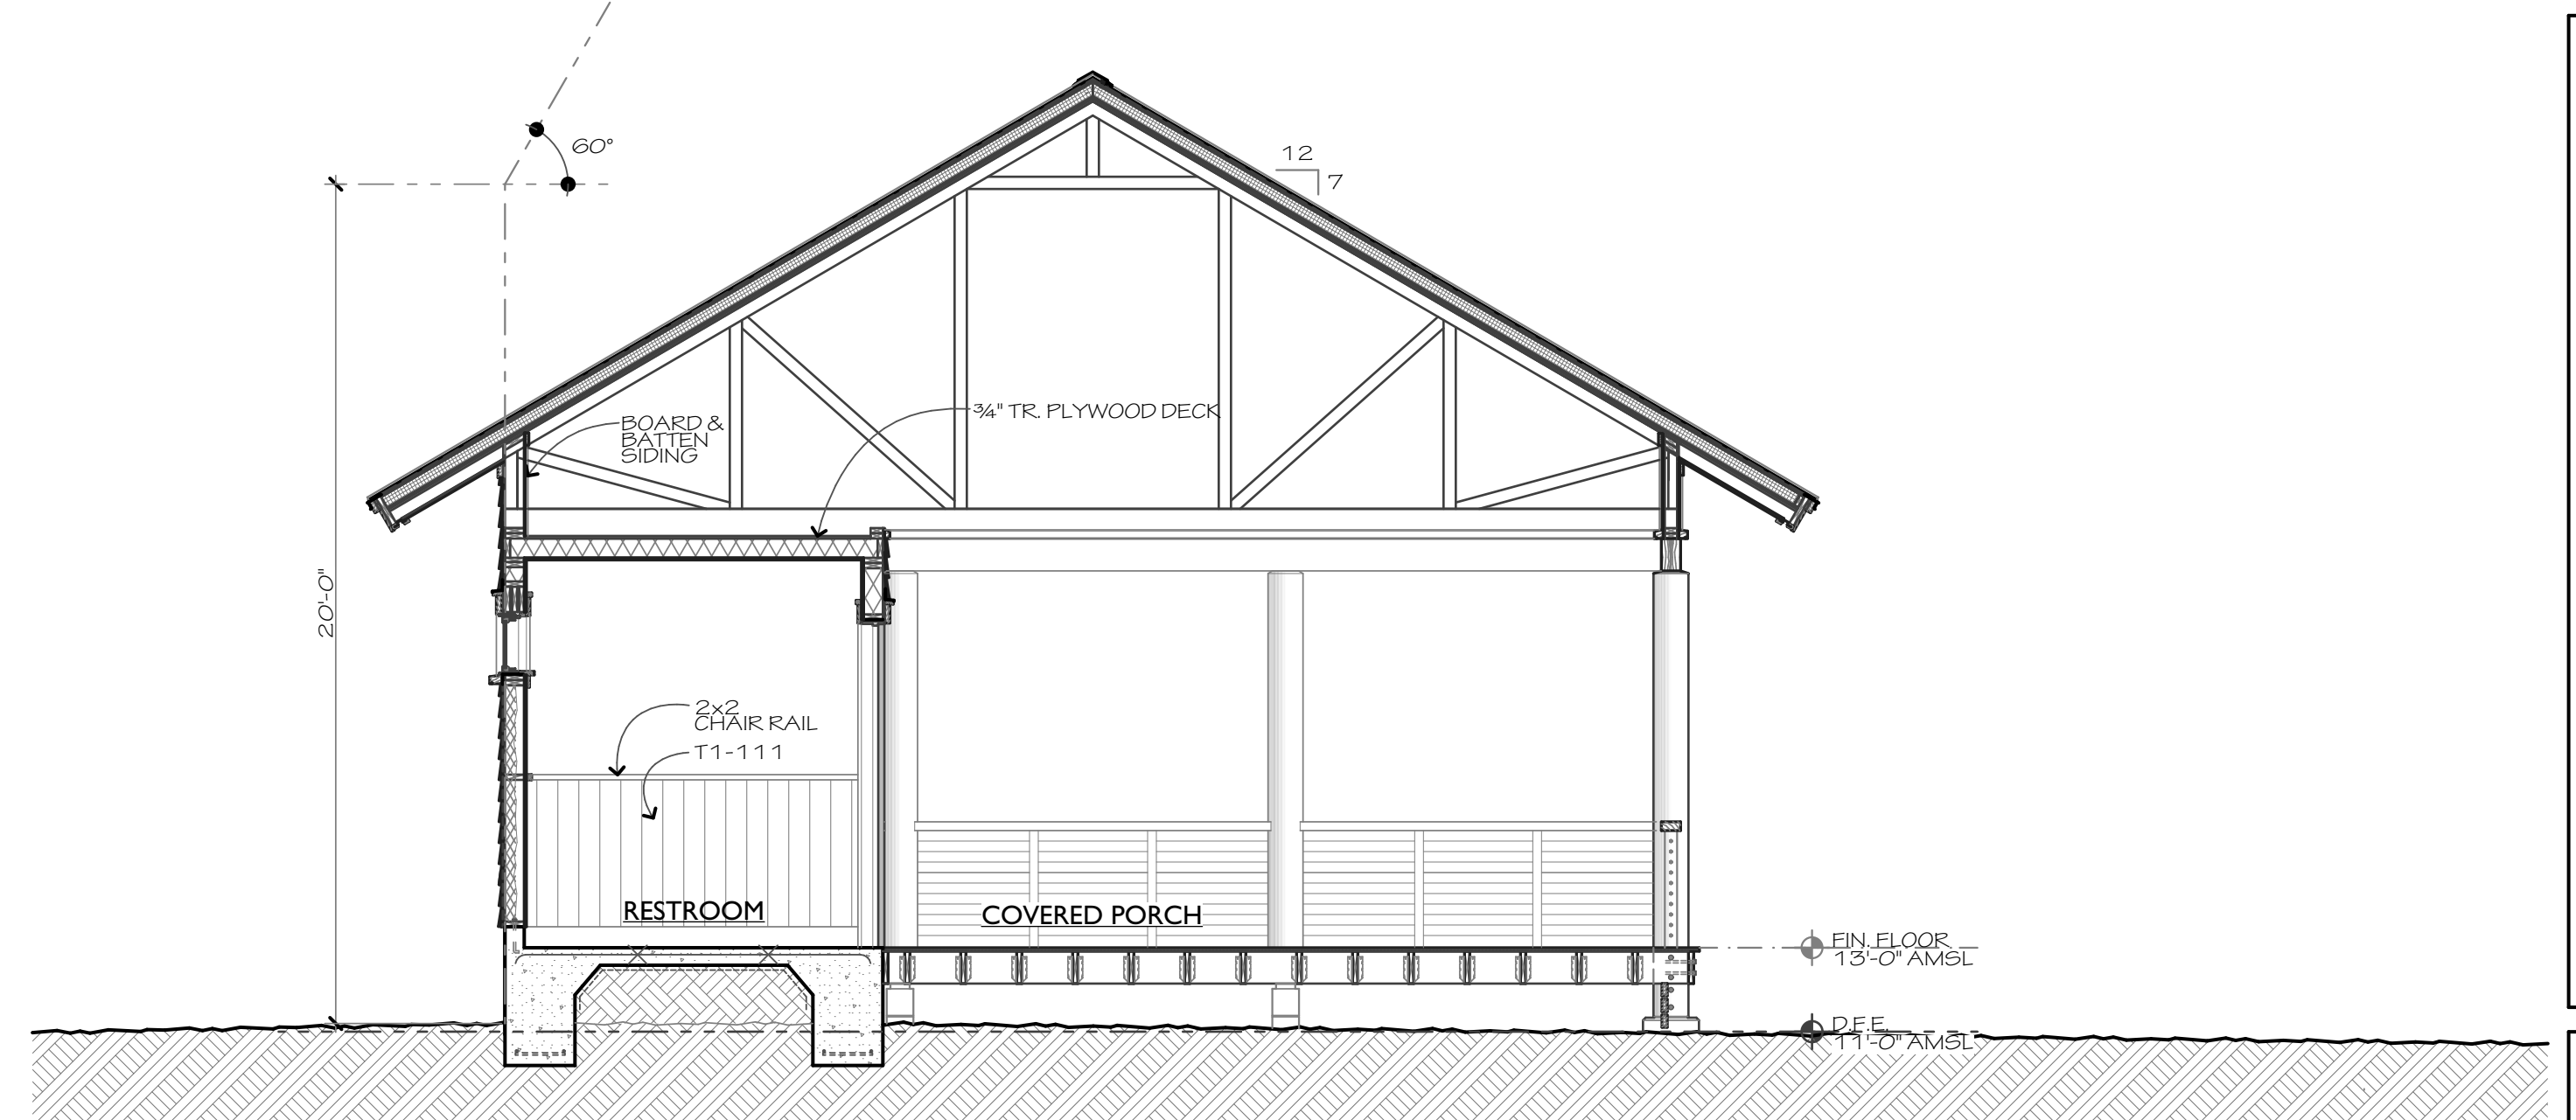 60°
12
7
BOARD &
BATTEN
SIDING
¾" TR. PLYWOOD DECK
20'-0"
2x2
CHAIR RAIL
T1-111
RESTROOM
COVERED PORCH
FIN. FLOOR
13'-0" AMSL
D.F.E.
11'-0" AMSL